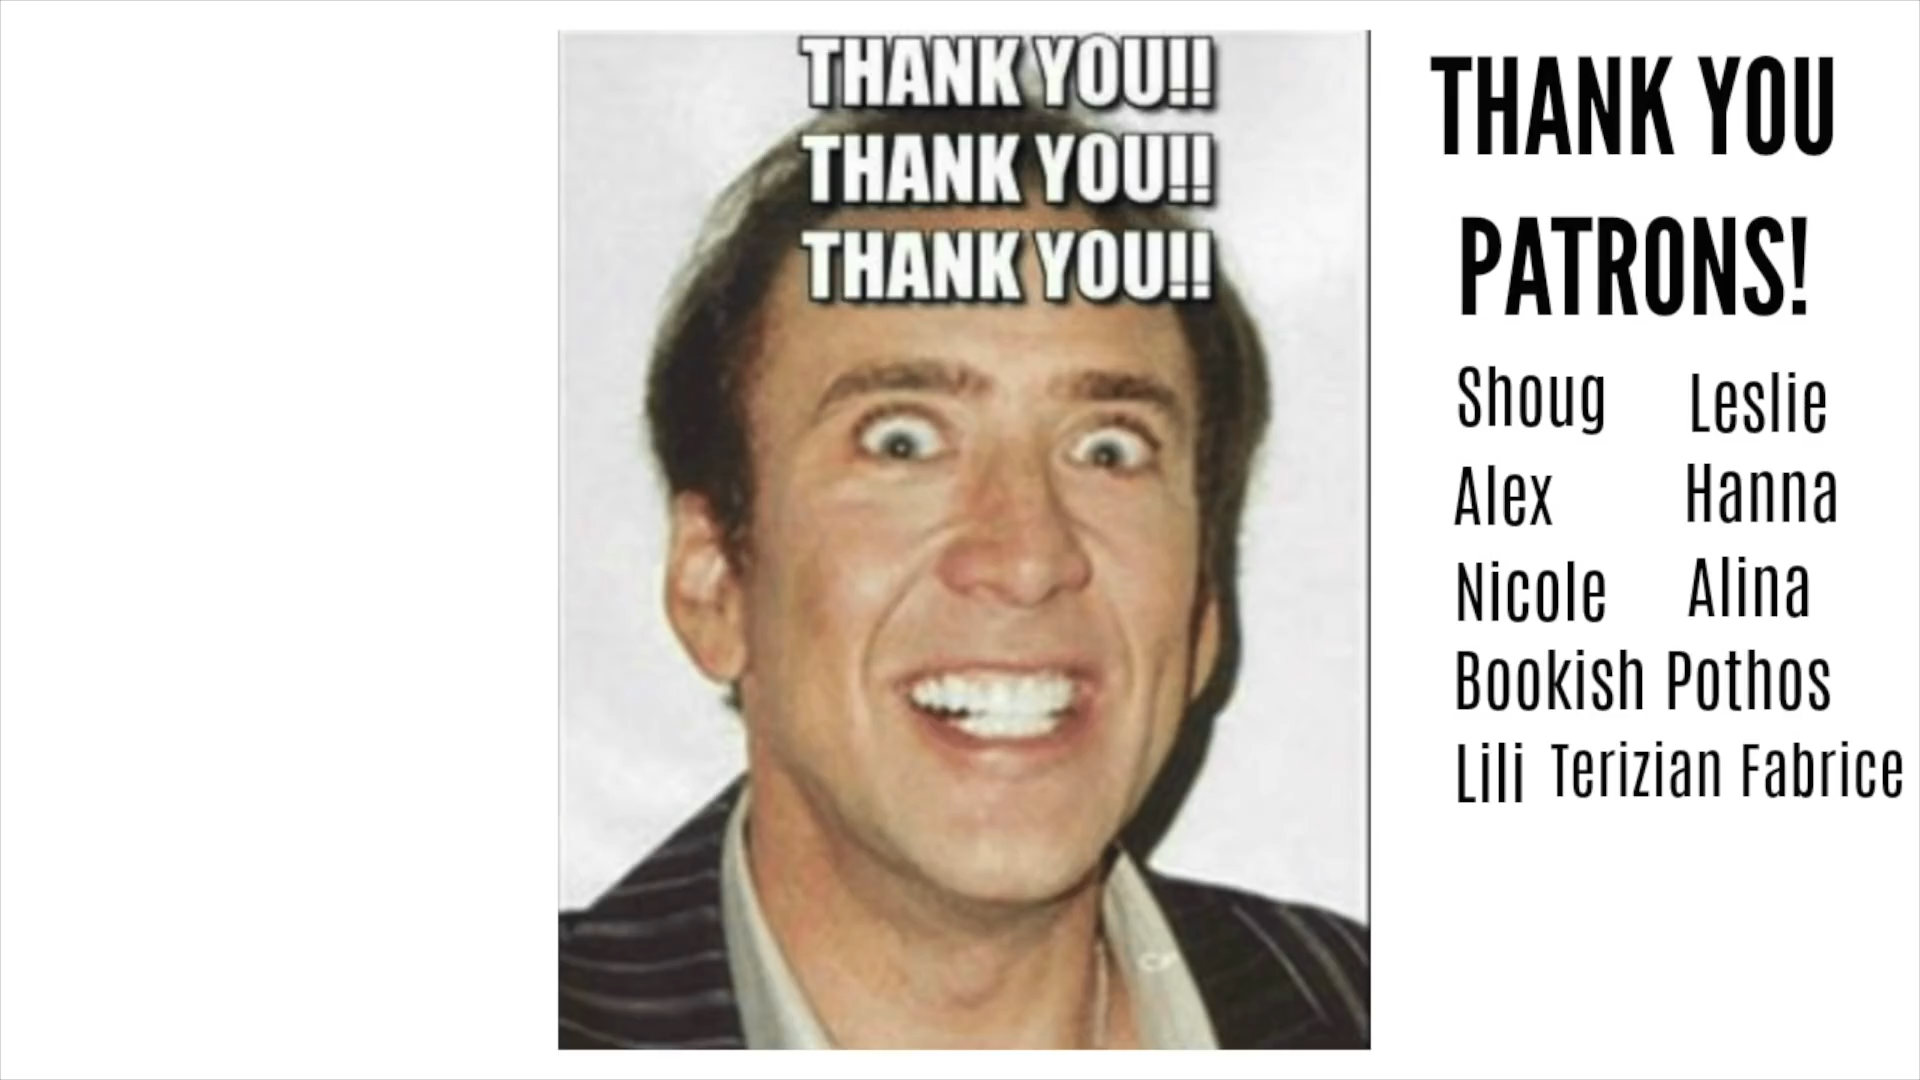 THANK YOU!!
THANK YOU!!
THANK YOU!!
THANK YOU
PATRONS!
Shoug Leslie
Alex Hanna
Nicole Alina
Bookish Pothos
Lili Terizian Fabrice